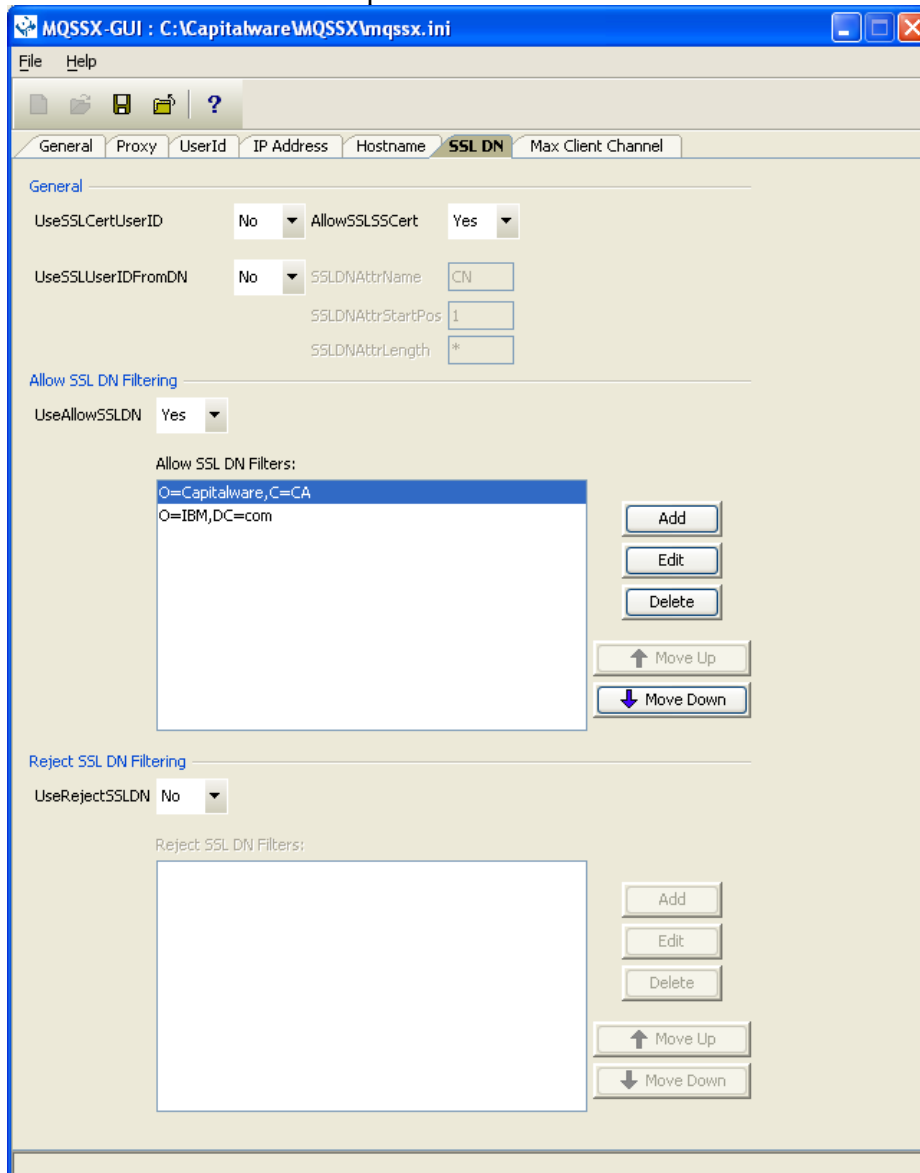 MQSSX-GUI : C:\Capitalware\MQSSX\mqssx.ini
File Help
?
General Proxy UserId IP Address Hostname SSL DN Max Client Channel
General
UseSSLCertUserID No AllowSSLSSCert Yes
UseSSLUserIDFromDN No SSLDNAttrName CN
SSLDNAttrStartPos 1
SSLDNAttrLength *
Allow SSL DN Filtering
UseAllowSSLDN Yes
Allow SSL DN Filters:
O=Capitalware,C=CA
O=IBM,DC=com
Add
Edit
Delete
Move Up
Move Down
Reject SSL DN Filtering
UseRejectSSLDN No
Reject SSL DN Filters:
Add
Edit
Delete
Move Up
Move Down